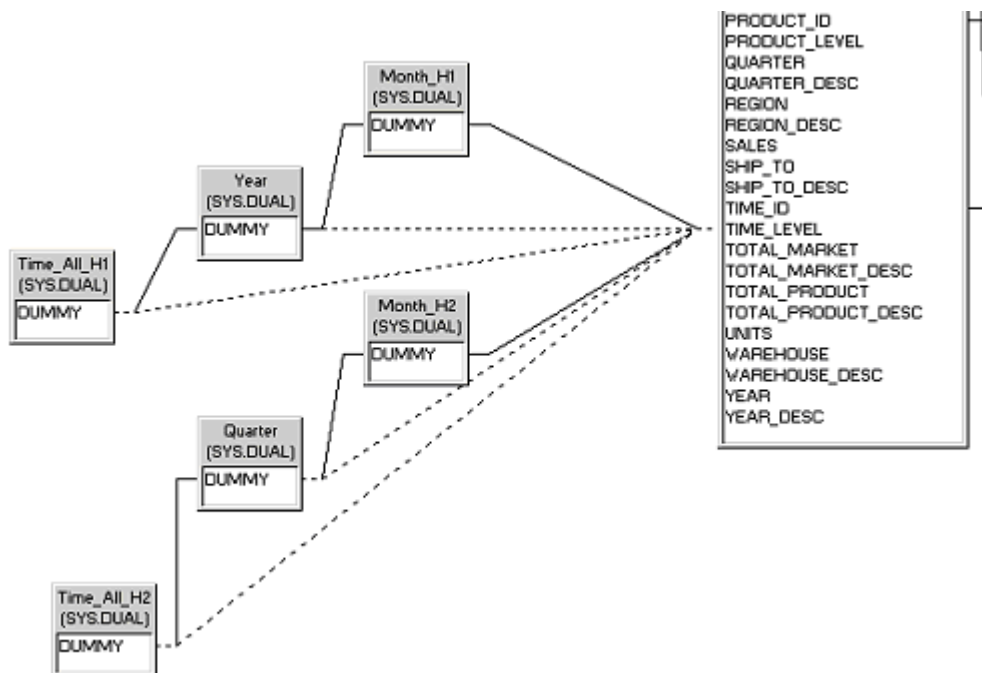 Month_H1
(SYS.DUAL)
DUMMY
Year
(SYS.DUAL)
DUMMY
Time_All_H1
(SYS.DUAL)
DUMMY
Month_H2
(SYS.DUAL)
DUMMY
Quarter
(SYS.DUAL)
DUMMY
Time_All_H2
(SYS.DUAL)
DUMMY
PRODUCT_ID
PRODUCT_LEVEL
QUARTER
QUARTER_DESC
REGION
REGION_DESC
SALES
SHIP_TO
SHIP_TO_DESC
TIME_ID
TIME_LEVEL
TOTAL_MARKET
TOTAL_MARKET_DESC
TOTAL_PRODUCT
TOTAL_PRODUCT_DESC
UNITS
WAREHOUSE
WAREHOUSE_DESC
YEAR
YEAR_DESC